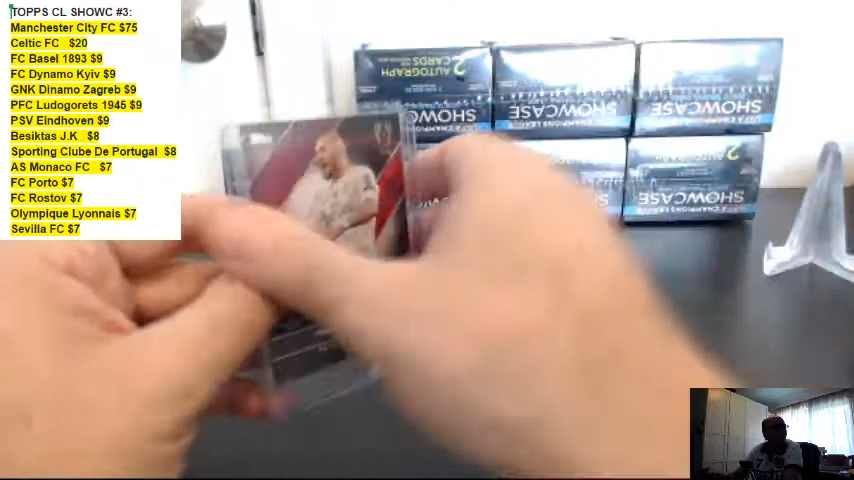 TOPPS CL SHOWC #3:
Manchester City FC $75
Celtic FC $20
FC Basel 1893 $9
FC Dynamo Kyiv $9
GNK Dinamo Zagreb $9
PFC Ludogorets 1945 $9
PSV Eindhoven $9
Besiktas J.K $8
Sporting Clube De Portugal $8
AS Monaco FC $7
FC Porto $7
FC Rostov $7
Olympique Lyonnais $7
Sevilla FC $7
2 AUTOGRAPH
CARDS
SHOWCASE
SHOWCASE
SHOWCASE